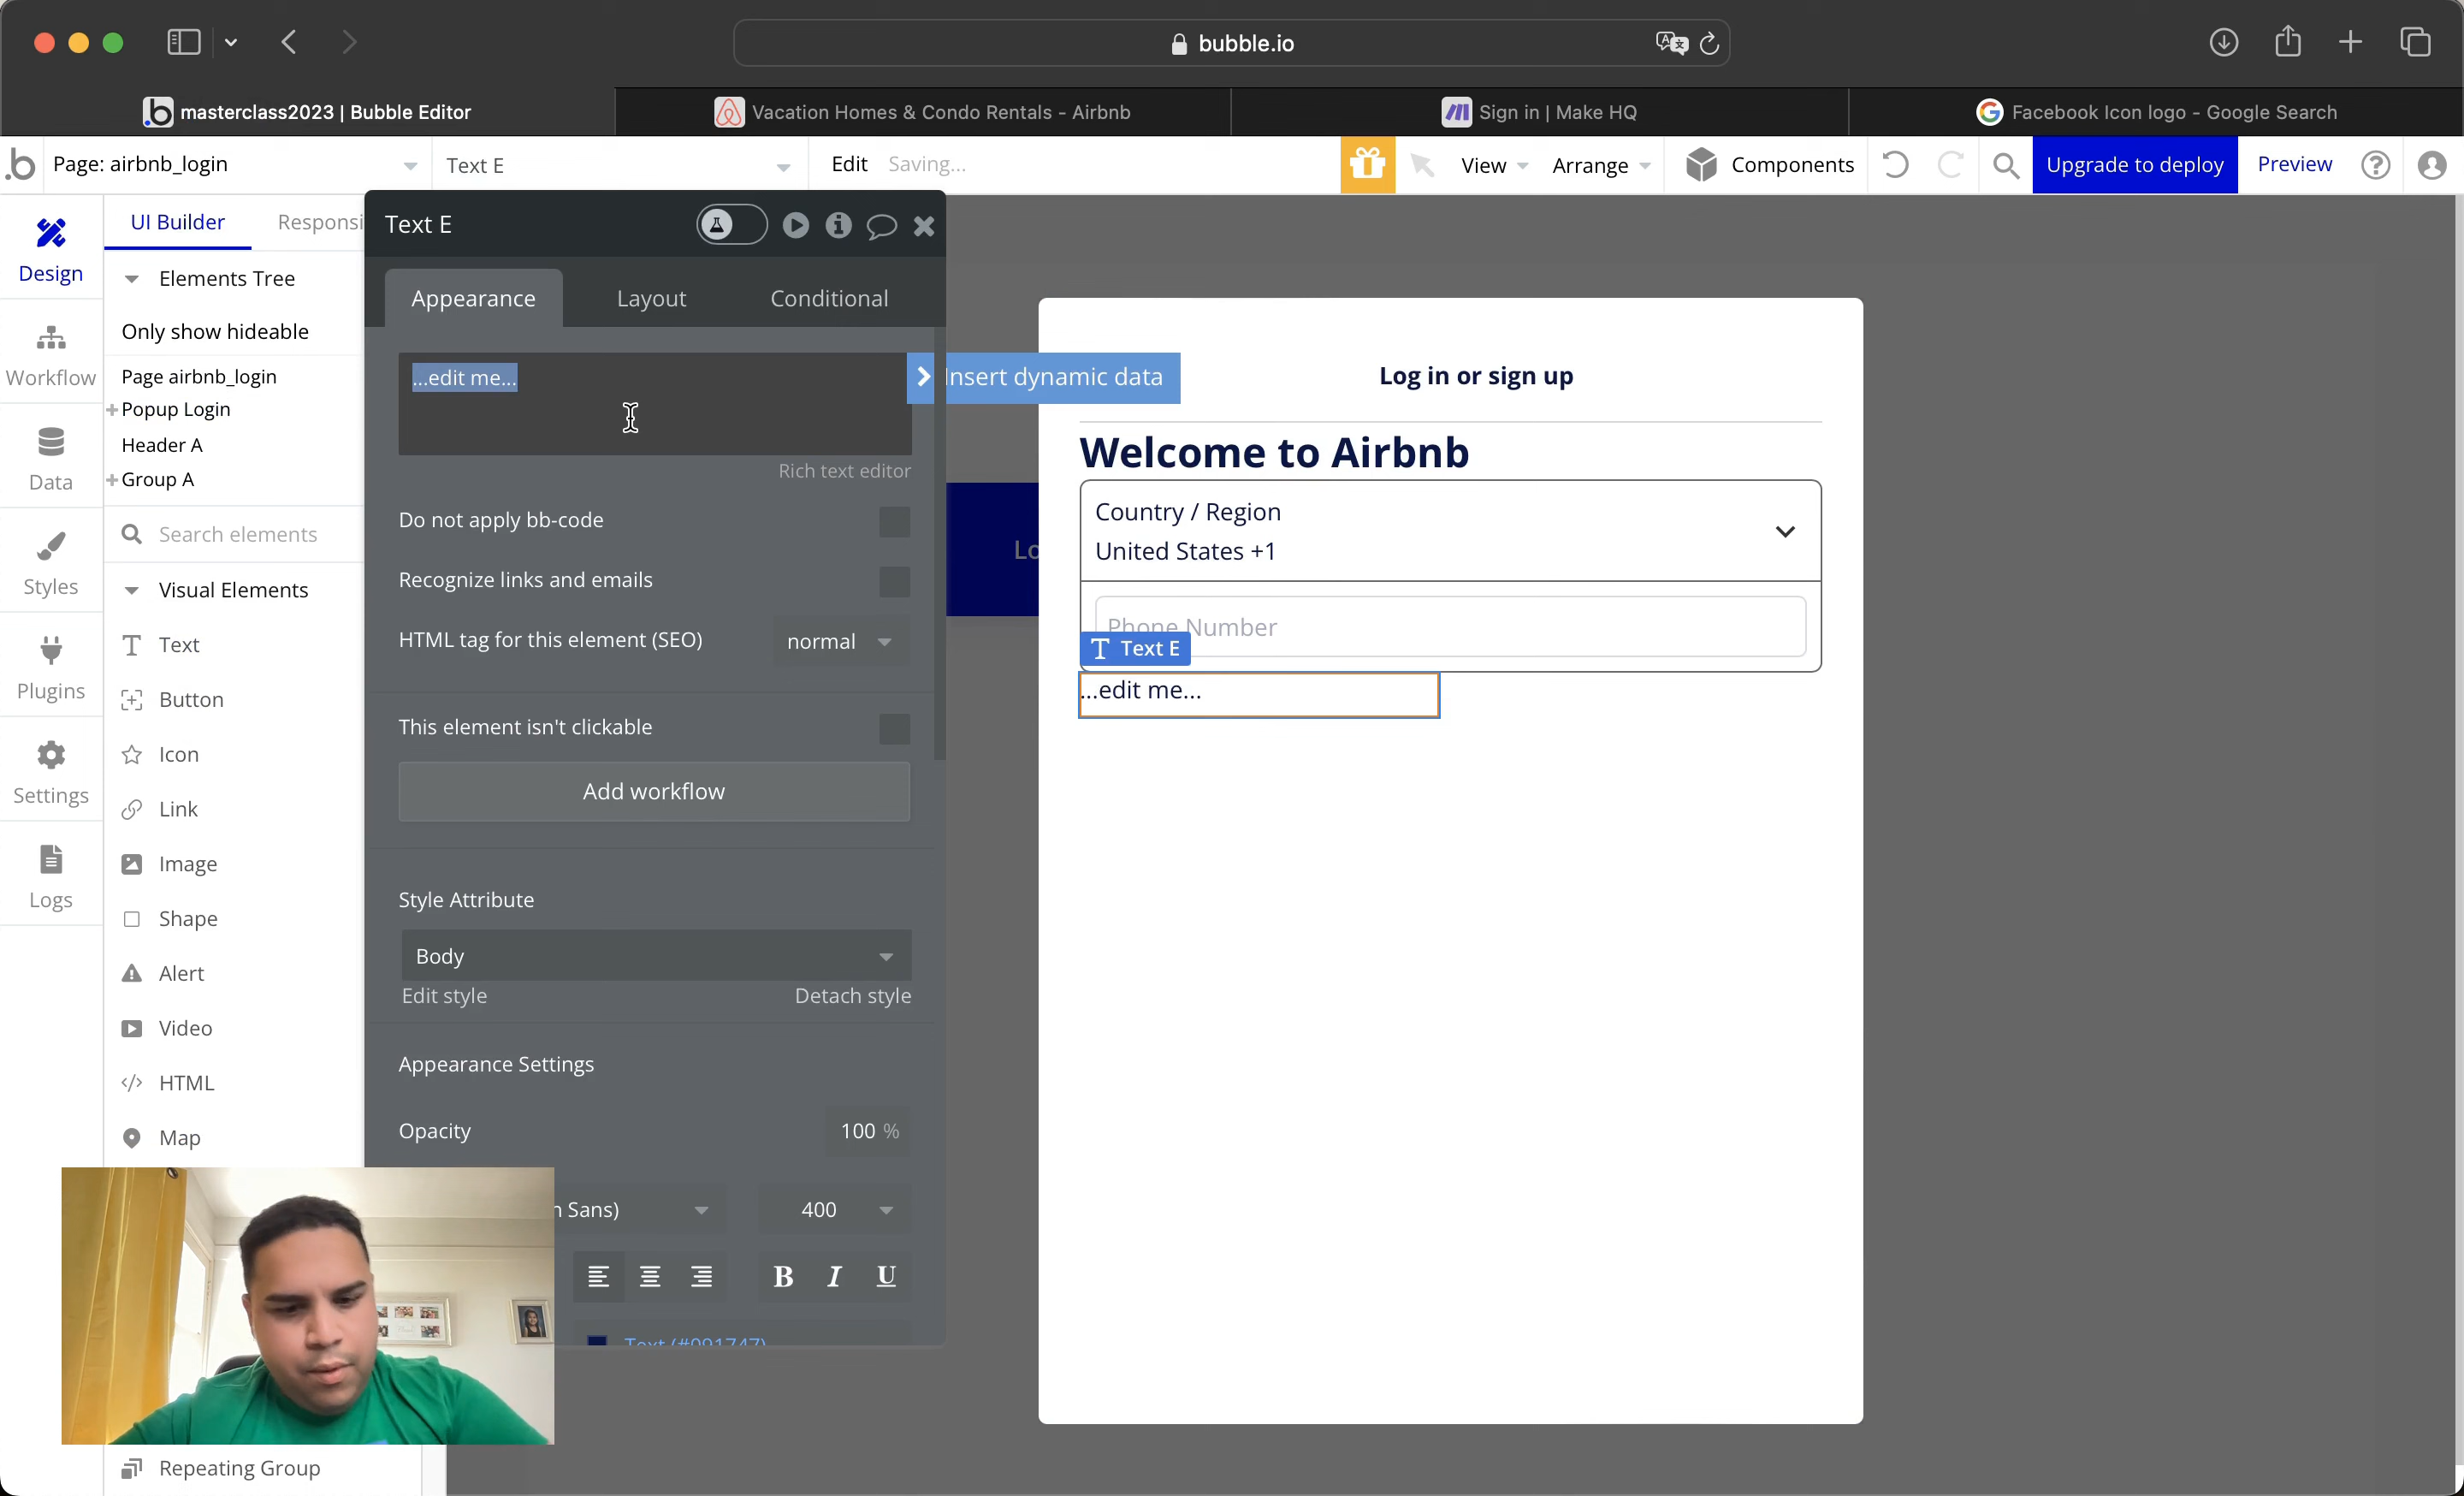 bubble.io
masterclass2023 | Bubble Editor
Vacation Homes & Condo Rentals - Airbnb
Sign in | Make HQ
Facebook Icon logo - Google Search
Page: airbnb_login
Text E
Edit
Saving...
View
Arrange
Components
Upgrade to deploy
Preview
Design
Workflow
Data
Styles
Plugins
Settings
Logs
UI Builder
Responsi
Elements Tree
Only show hideable
Page airbnb_login
Popup Login
Header A
Group A
Search elements
Visual Elements
Text
Button
Icon
Link
Image
Shape
Alert
Video
HTML
Map
Repeating Group
Text E
Appearance
Layout
Conditional
...edit me...
Insert dynamic data
Rich text editor
Do not apply bb-code
Recognize links and emails
HTML tag for this element (SEO)
normal
This element isn't clickable
Add workflow
Style Attribute
Body
Edit style
Detach style
Appearance Settings
Opacity
100 %
n Sans)
400
B I U
Text (#091747)
Lo
Log in or sign up
Welcome to Airbnb
Country / Region
United States +1
Phone Number
Text E
...edit me...